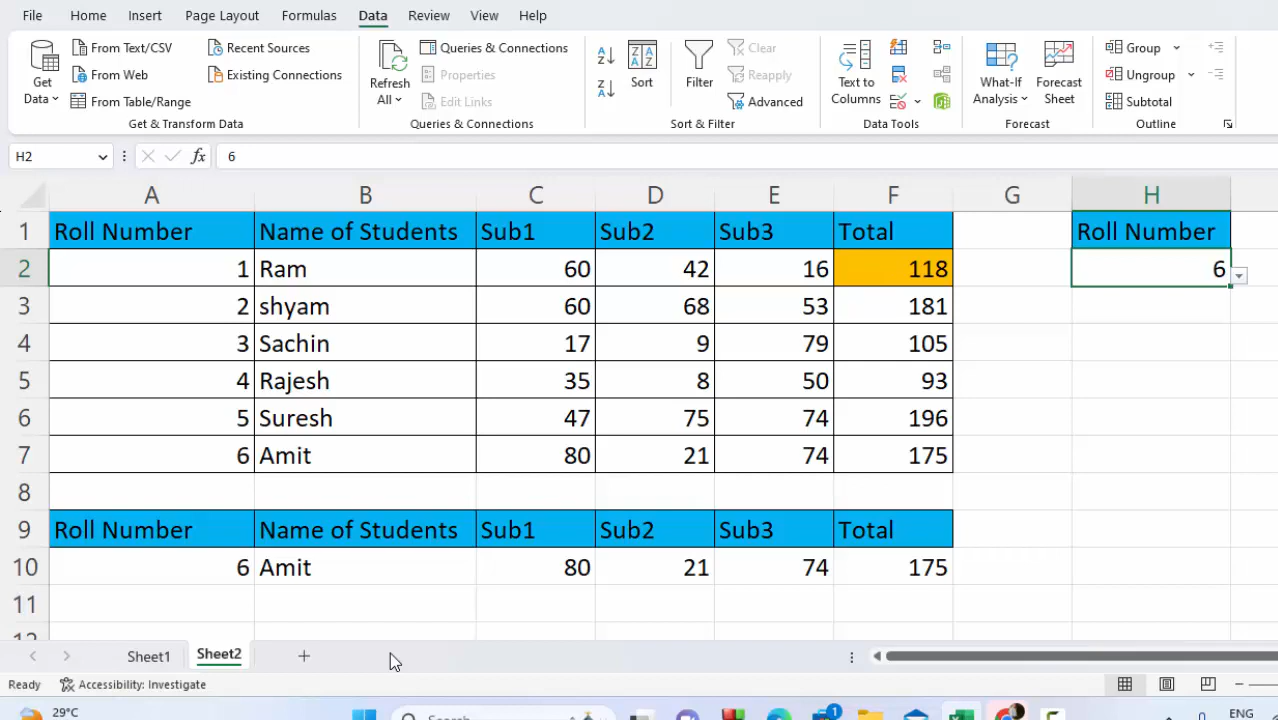 File Home Insert Page Layout Formulas Data Review View Help
Get Data
From Text/CSV
From Web
From Table/Range
Recent Sources
Existing Connections
Get & Transform Data
Refresh All
Queries & Connections
Properties
Edit Links
Queries & Connections
Sort
Filter
Clear
Reapply
Advanced
Sort & Filter
Text to Columns
Data Tools
What-If Analysis
Forecast Sheet
Forecast
Group
Ungroup
Subtotal
Outline
H2 fx 6
A B C D E F G H
1 Roll Number Name of Students Sub1 Sub2 Sub3 Total Roll Number
2 1 Ram 60 42 16 118 6
3 2 shyam 60 68 53 181
4 3 Sachin 17 9 79 105
5 4 Rajesh 35 8 50 93
6 5 Suresh 47 75 74 196
7 6 Amit 80 21 74 175
8
9 Roll Number Name of Students Sub1 Sub2 Sub3 Total
10 6 Amit 80 21 74 175
11
12
Sheet1 Sheet2
Ready Accessibility: Investigate
29°C Search 1 ENG